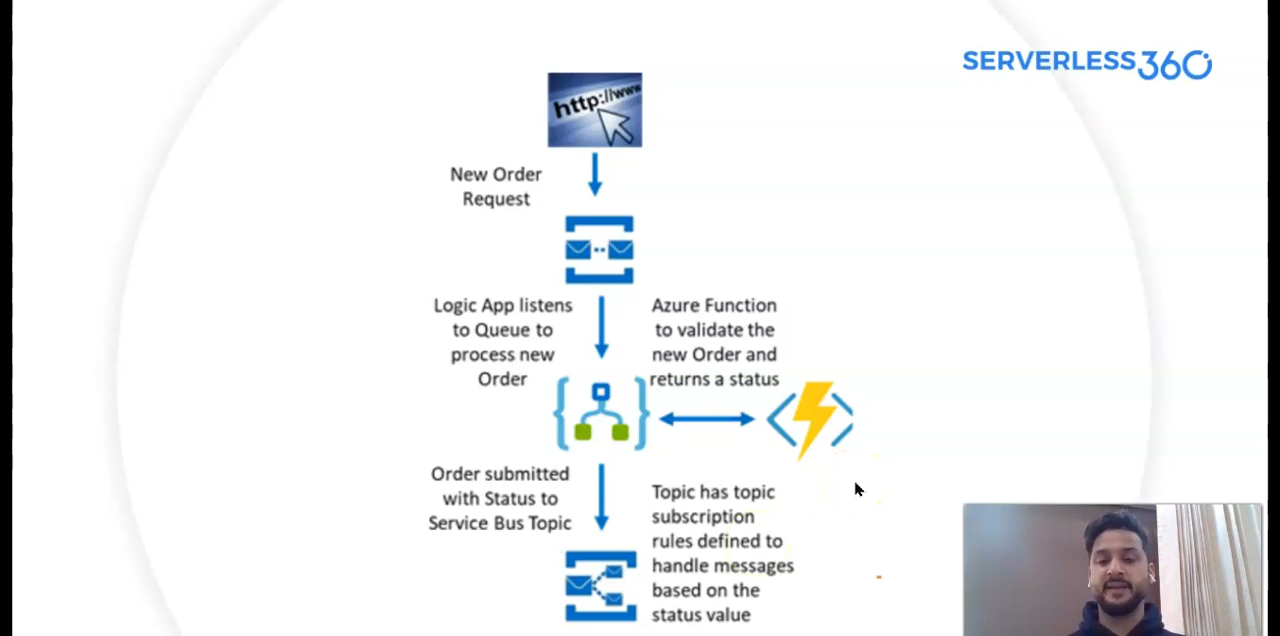 SERVERLESS360
http://www
New Order
Request
Logic App listens
to Queue to
process new
Order
Azure Function
to validate the
new Order and
returns a status
Order submitted
with Status to
Service Bus Topic
Topic has topic
subscription
rules defined to
handle messages
based on the
status value